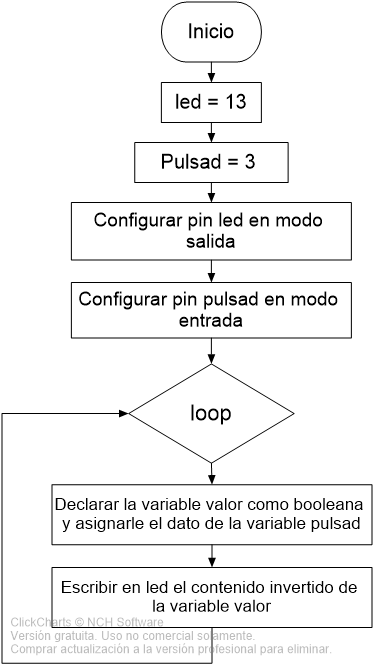 Inicio
led = 13
Pulsad = 3
Configurar pin led en modo
salida
Configurar pin pulsad en modo
entrada
loop
Declarar la variable valor como booleana
y asignarle el dato de la variable pulsad
Escribir en led el contenido invertido de
la variable valor
ClickCharts © NCH Software
Versión gratuita. Uso no comercial solamente.
Comprar actualización a la versión profesional para eliminar.